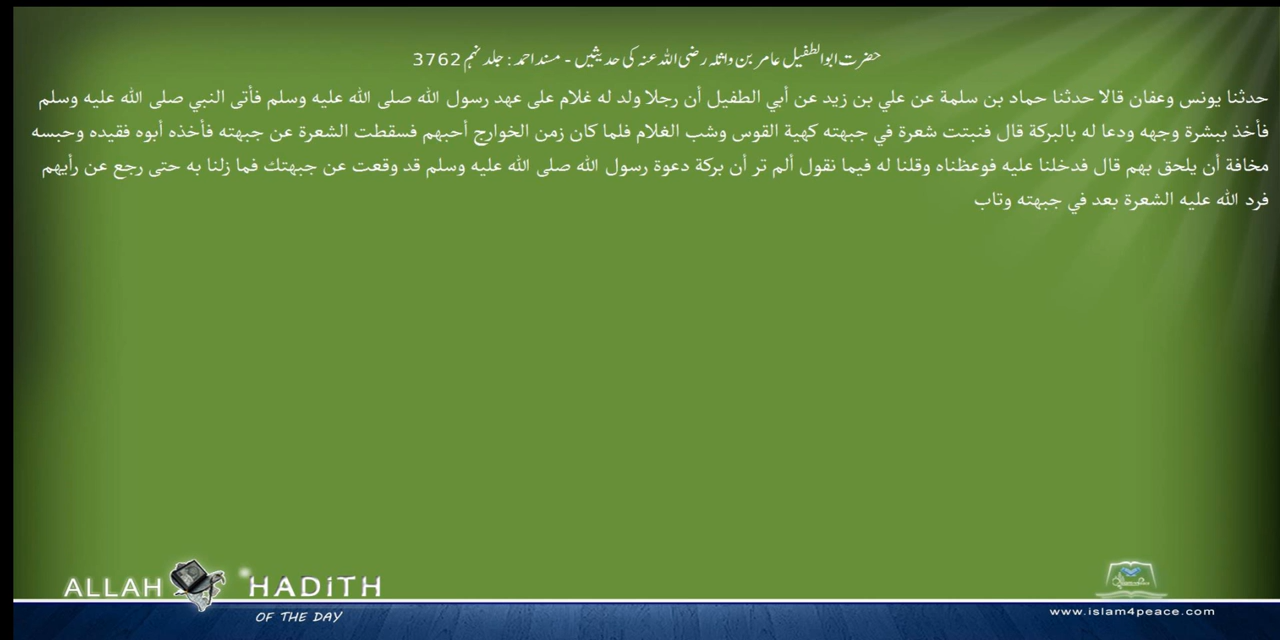 حضرت ابوالطفیل عامر بن واثلہ رضی اللہ عنہ کی حدیثیں - مسند احمد : جلد نہم 3762
حدثنا يونس وعفان قالا حدثنا حماد بن سلمة عن علي بن زيد عن أبي الطفيل أن رجلا ولد له غلام على عهد رسول الله صلى الله عليه وسلم فأتى النبي صلى الله عليه وسلم
فأخذ ببشرة وجهه ودعا له بالبركة قال فنبتت شعرة في جبهته كهية القوس وشب الغلام فلما كان زمن الخوارج أحبهم فسقطت الشعرة عن جبهته فأخذه أبوه فقيده وحبسه
مخافة أن يلحق بهم قال فدخلنا عليه فوعظناه وقلنا له فيما نقول ألم تر أن بركة دعوة رسول الله صلى الله عليه وسلم قد وقعت عن جبهتك فما زلنا به حتى رجع عن رأيهم
فرد الله عليه الشعرة بعد في جبهته وتاب
ALLAH HADITH
OF THE DAY
www.islam4peace.com